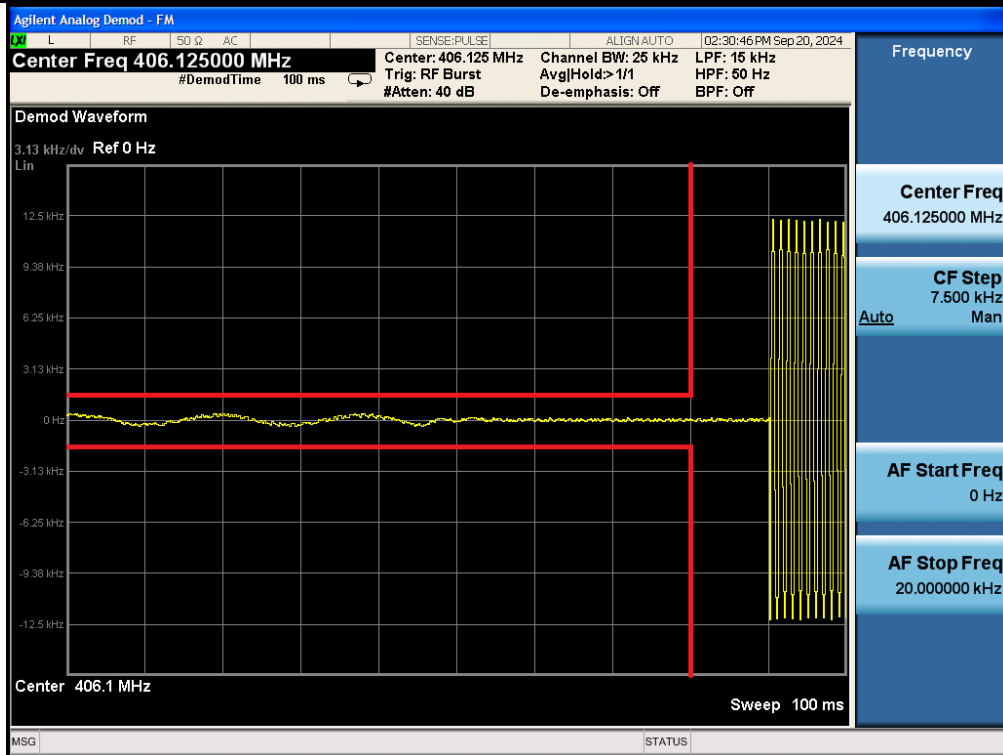 Agilent Analog Demod - FM
LXI L RF 50 Ω AC SENSE:PULSE ALIGN AUTO 02:30:46 PM Sep 20, 2024
Center Freq 406.125000 MHz
#DemodTime 100 ms
Center: 406.125 MHz Channel BW: 25 kHz LPF: 15 kHz
Trig: RF Burst Avg|Hold:>1/1 HPF: 50 Hz
#Atten: 40 dB De-emphasis: Off BPF: Off
Demod Waveform
3.13 kHz/dv Ref 0 Hz
Lin
12.5 kHz
9.38 kHz
6.25 kHz
3.13 kHz
0 Hz
-3.13 kHz
-6.25 kHz
-9.38 kHz
-12.5 kHz
Center 406.1 MHz
Sweep 100 ms
MSG STATUS
Frequency
Center Freq
406.125000 MHz
CF Step
7.500 kHz
Auto Man
AF Start Freq
0 Hz
AF Stop Freq
20.000000 kHz